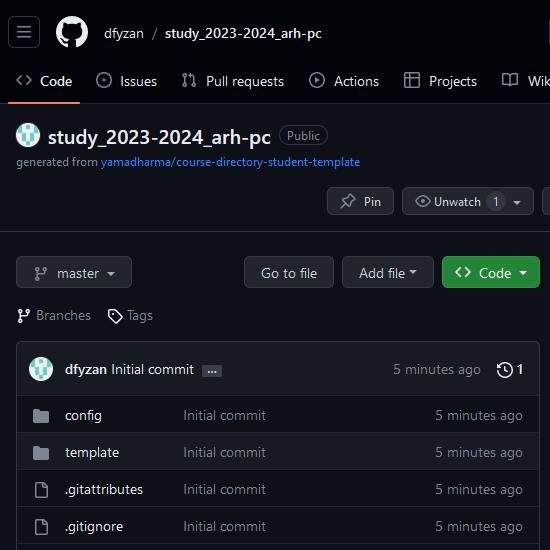 dfyzan / study_2023-2024_arh-pc
Code Issues Pull requests Actions Projects Wik
study_2023-2024_arh-pc Public
generated from yamadharma/course-directory-student-template
Pin Unwatch 1
master Go to file Add file Code
Branches Tags
dfyzan Initial commit ... 5 minutes ago 1
config Initial commit 5 minutes ago
template Initial commit 5 minutes ago
.gitattributes Initial commit 5 minutes ago
.gitignore Initial commit 5 minutes ago